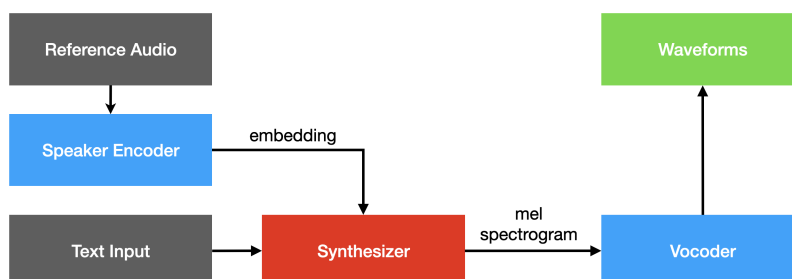 Reference Audio
Waveforms
Speaker Encoder
embedding
Text Input
Synthesizer
mel
spectrogram
Vocoder